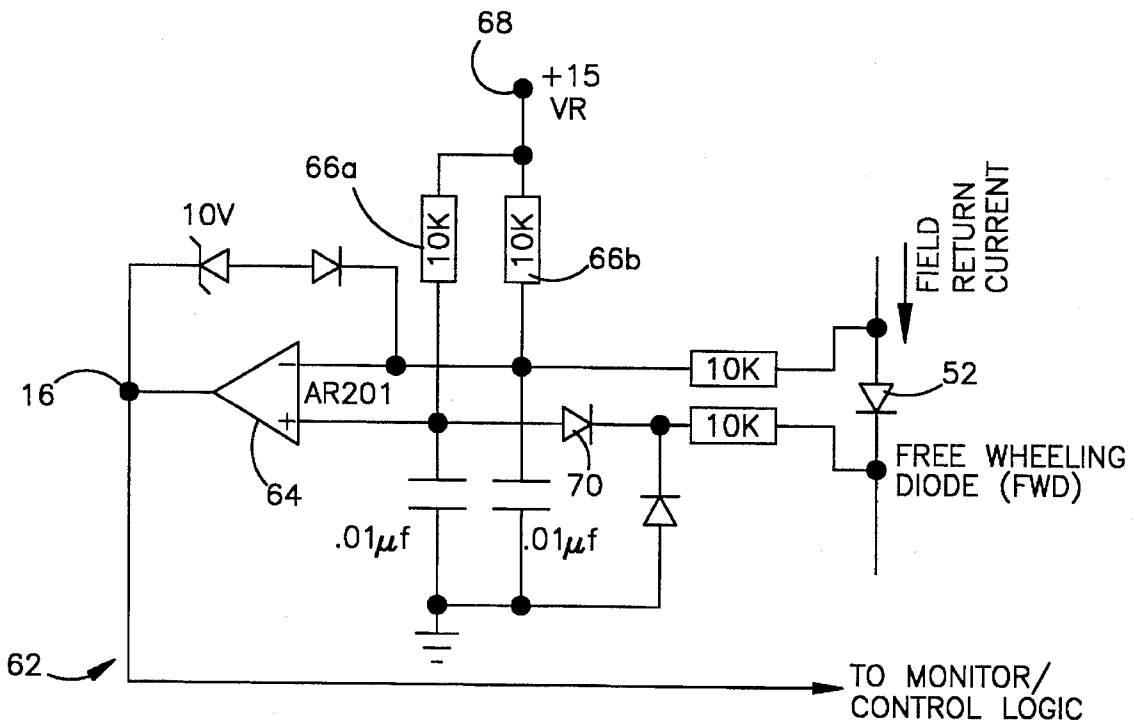 68
+15
VR
66a
10V
10K
10K
66b
FIELD
RETURN
CURRENT
10K
52
16
AR201
10K
64
70
FREE WHEELING
DIODE (FWD)
.01µf
.01µf
62
TO MONITOR/
CONTROL LOGIC